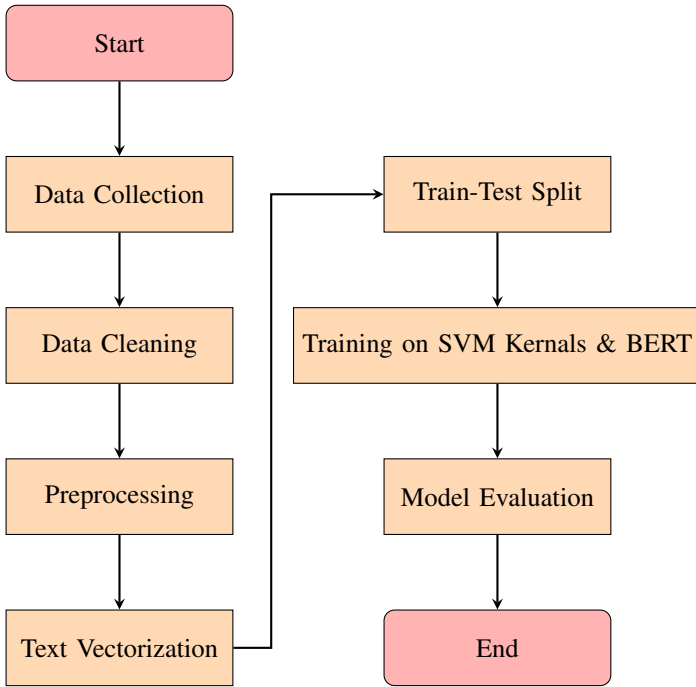 Start
Data Collection
Data Cleaning
Preprocessing
Text Vectorization
Train-Test Split
Training on SVM Kernals & BERT
Model Evaluation
End